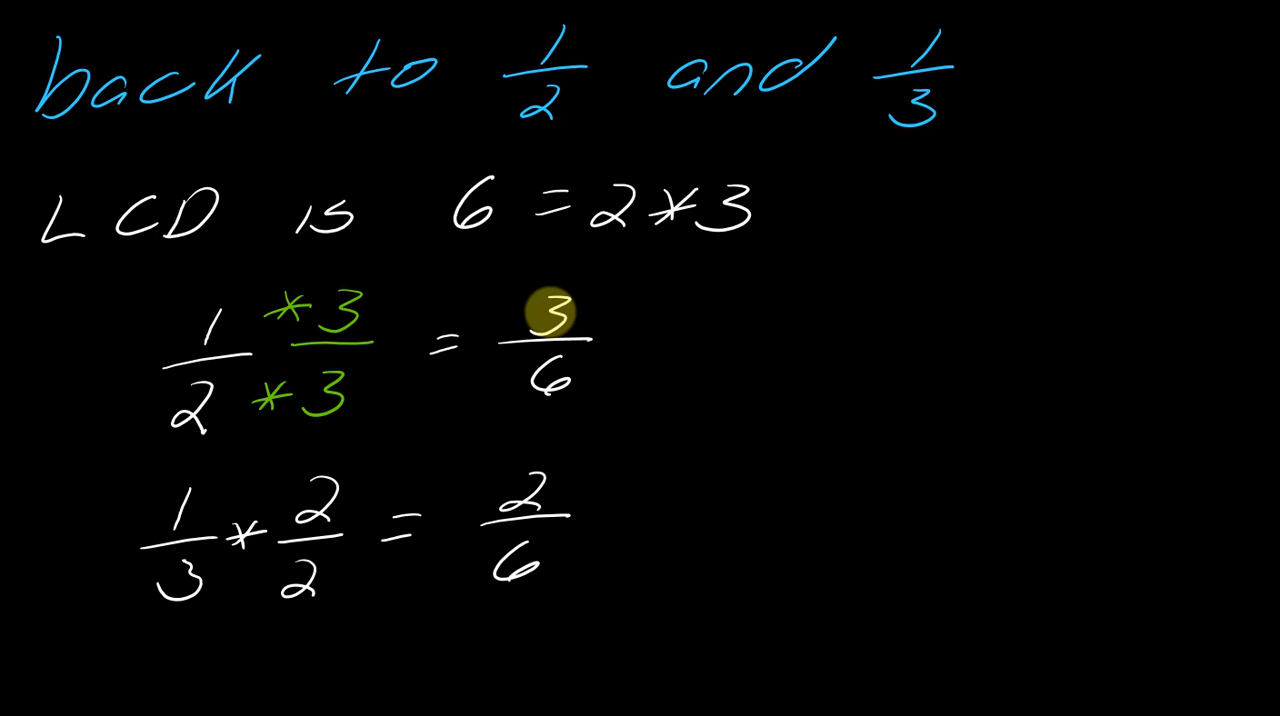 back to 1/2 and 1/3
LCD is 6 = 2 * 3
1/2 * 3/* 3 = 3/6
1/3 * 2/2 = 2/6